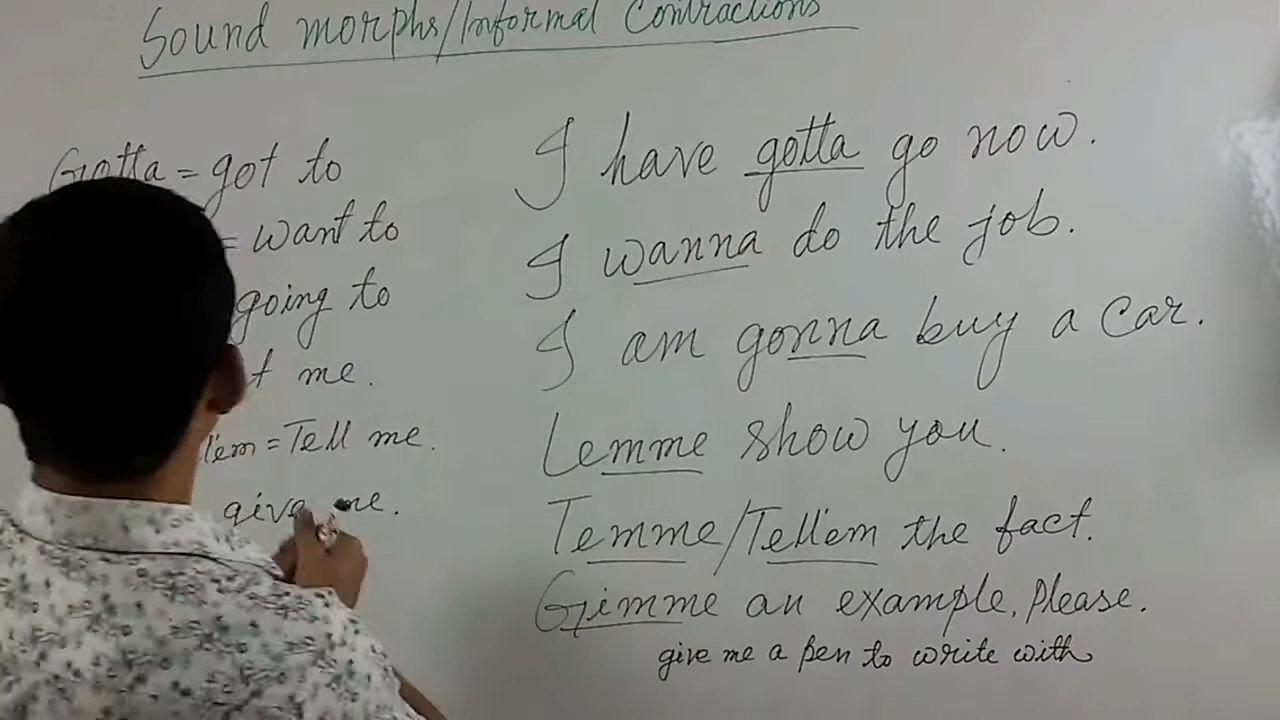 Sound morphs/Informal Contractions
Gotta = got to
= want to
going to
me.
= Tell me.
give me.
I have gotta go now.
I wanna do the job.
I am gonna buy a car.
Lemme show you.
Temme/Tell'em the fact.
Gimme an example, please.
give me a pen to write with